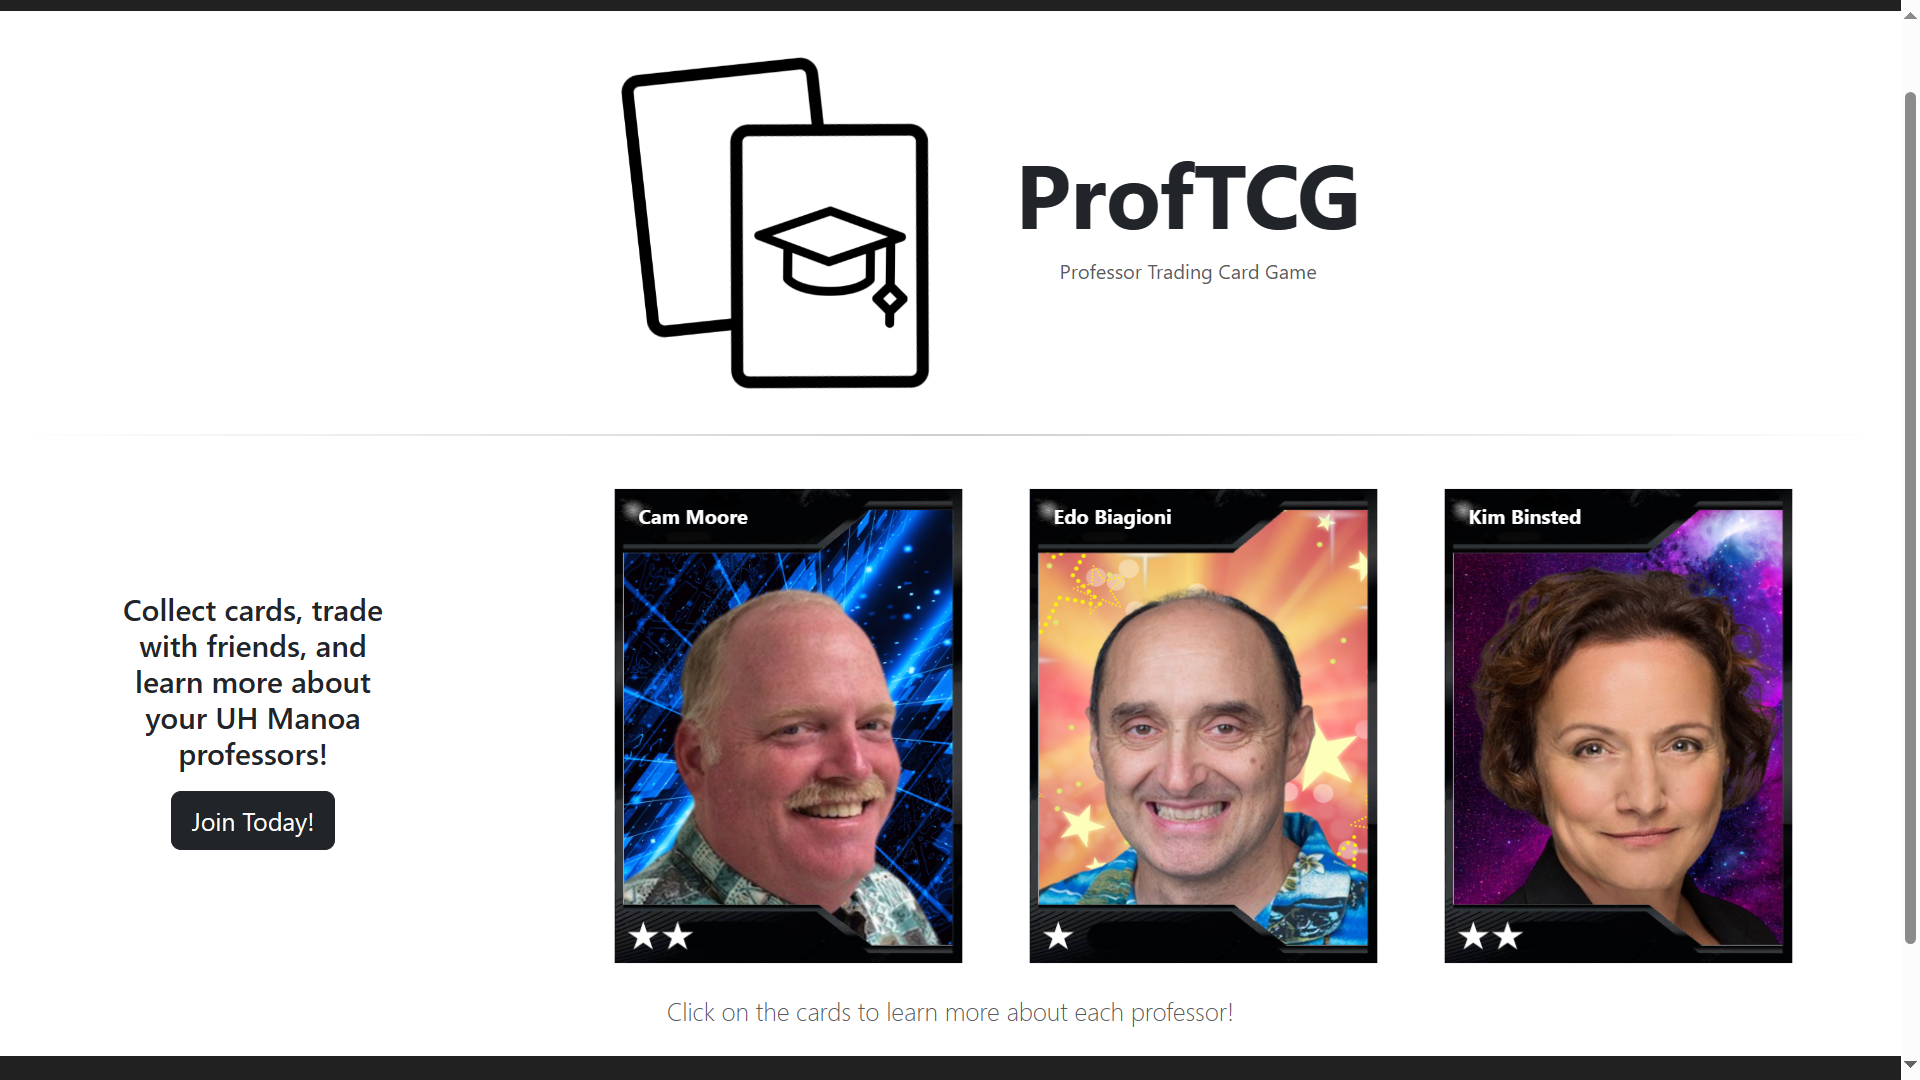 ProfTCG
Professor Trading Card Game
Collect cards, trade
with friends, and
learn more about
your UH Manoa
professors!
Join Today!
Cam Moore
Edo Biagioni
Kim Binsted
Click on the cards to learn more about each professor!